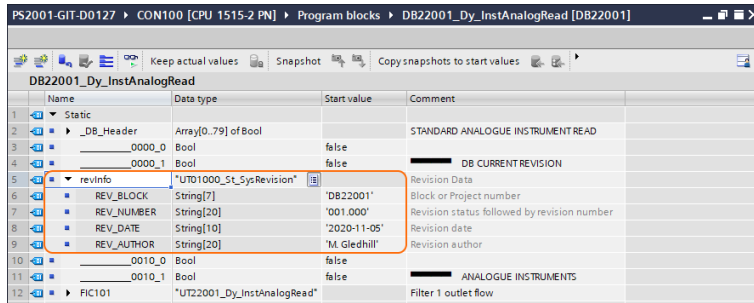 PS2001-GIT-D0127 ▸ CON100 [CPU 1515-2 PN] ▸ Program blocks ▸ DB22001_Dy_InstAnalogRead [DB22001]
Keep actual values Snapshot Copy snapshots to start values
DB22001_Dy_InstAnalogRead
Name Data type Start value Comment
1 Static
2 _DB_Header Array[0..79] of Bool STANDARD ANALOGUE INSTRUMENT READ
3 ________0000_0 Bool false
4 ________0000_1 Bool false DB CURRENT REVISION
5 revInfo "UT01000_St_SysRevision" Revision Data
6 REV_BLOCK String[7] 'DB22001' Block or Project number
7 REV_NUMBER String[20] '001.000' Revision status followed by revision number
8 REV_DATE String[10] '2020-11-05' Revision date
9 REV_AUTHOR String[20] 'M. Gledhill' Revision author
10 ________0010_0 Bool false
11 ________0010_1 Bool false ANALOGUE INSTRUMENTS
12 FIC101 "UT22001_Dy_InstAnalogRead" Filter 1 outlet flow